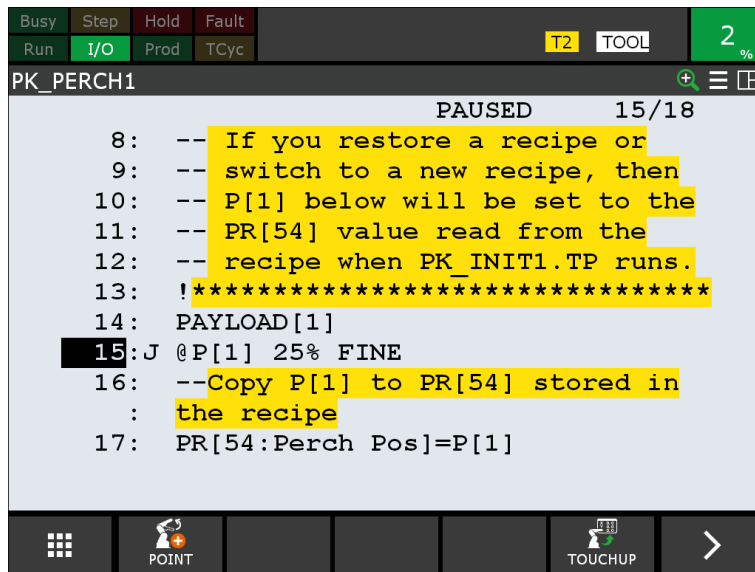 Busy Step Hold Fault
Run I/O Prod TCyc
T2 TOOL
2 %
PK_PERCH1
PAUSED 15/18
8: -- If you restore a recipe or
9: -- switch to a new recipe, then
10: -- P[1] below will be set to the
11: -- PR[54] value read from the
12: -- recipe when PK_INIT1.TP runs.
13: !********************************
14: PAYLOAD[1]
15:J @P[1] 25% FINE
16: --Copy P[1] to PR[54] stored in
: the recipe
17: PR[54:Perch Pos]=P[1]
POINT TOUCHUP